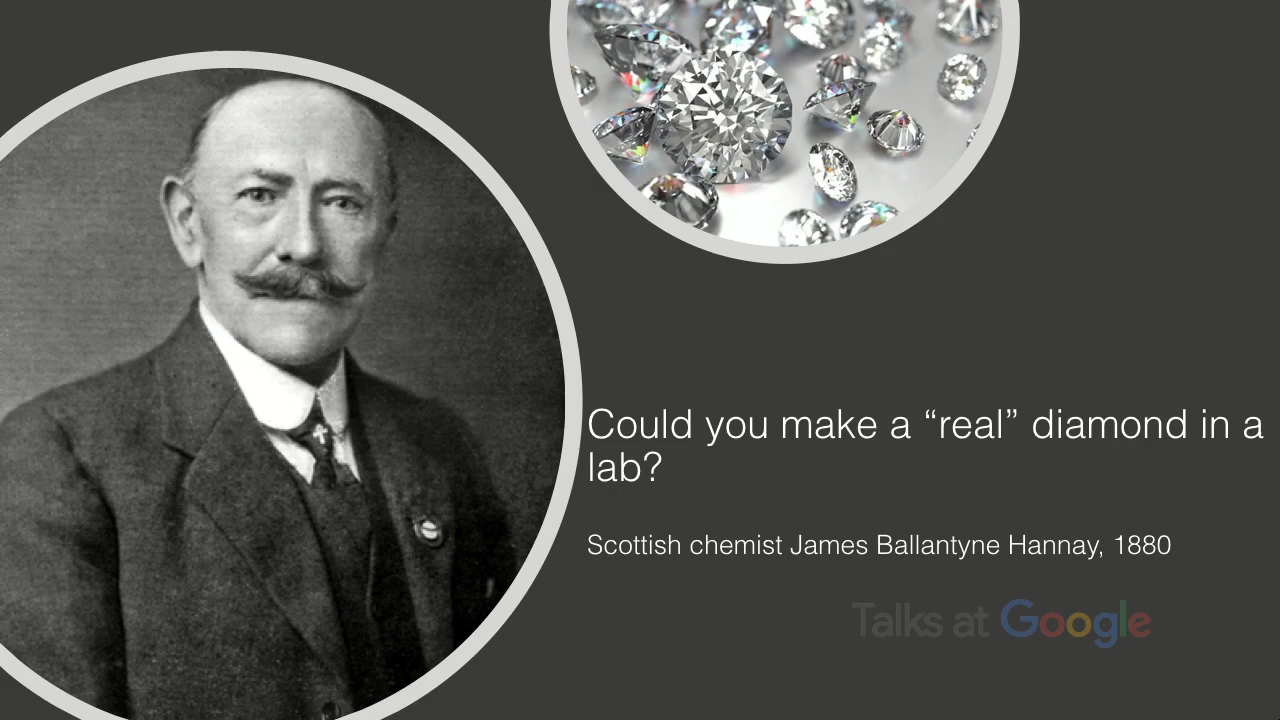 Could you make a “real” diamond in a
lab?
Scottish chemist James Ballantyne Hannay, 1880
Talks at Google